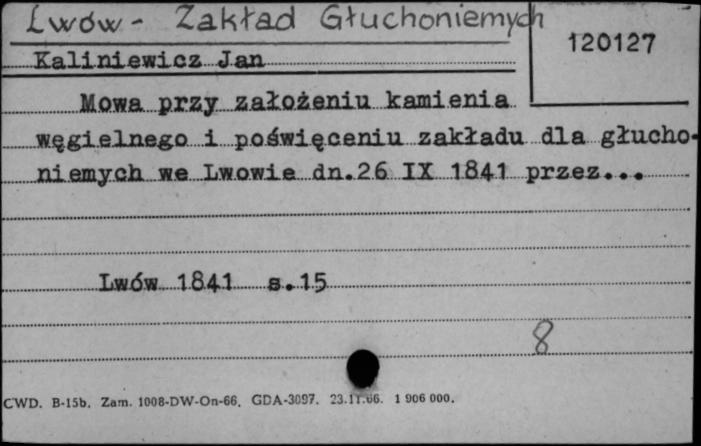 Lwów - Zakład Głuchoniemych
120127
Kaliniewicz Jan
Mowa przy założeniu kamienia
węgielnego i poświęceniu zakładu dla głucho-
niemych we Lwowie dn.26 IX 1841 przez...
Lwów 1841 s.15
8
CWD. B-15b. Zam. 1008-DW-On-66. GDA-3097. 23.11.66. 1 906 000.